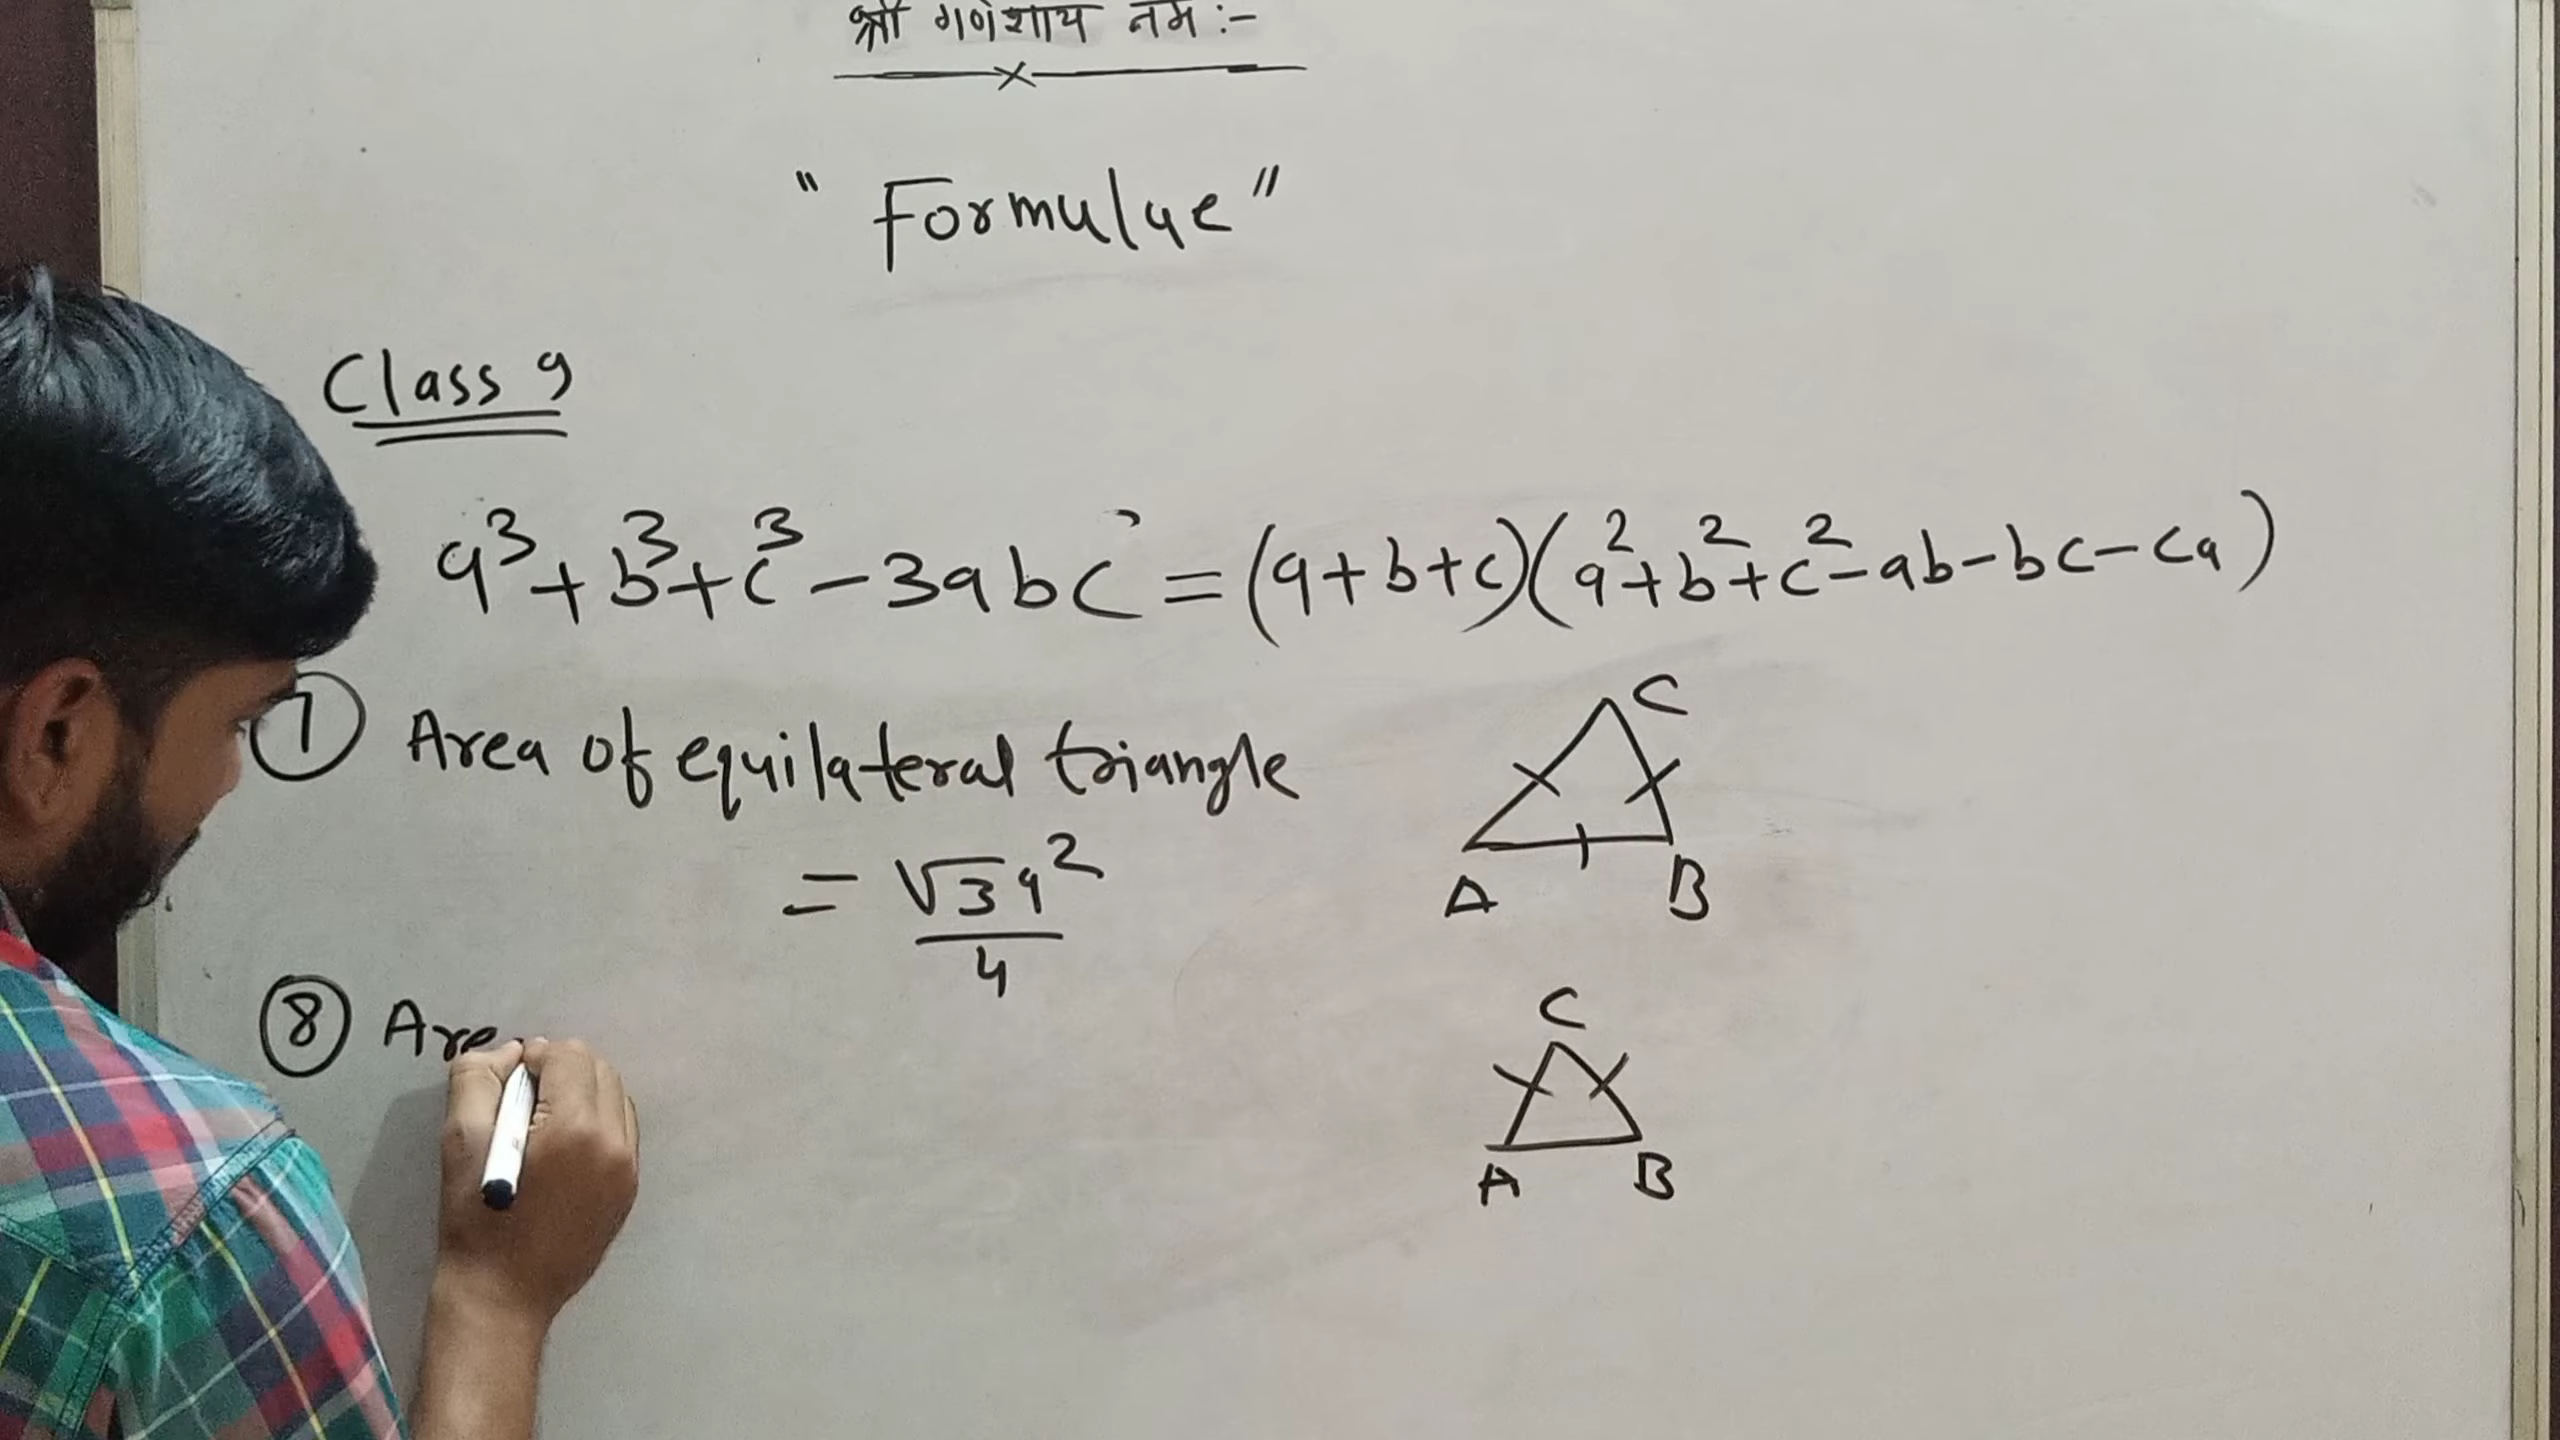 श्री गणेशाय नमः:-
"Formulae"
Class 9
a³+b³+c³-3abc=(a+b+c)(a²+b²+c²-ab-bc-ca)
⑦ Area of equilateral triangle
= √3a²/4
C
A B
⑧ Are
C
A B